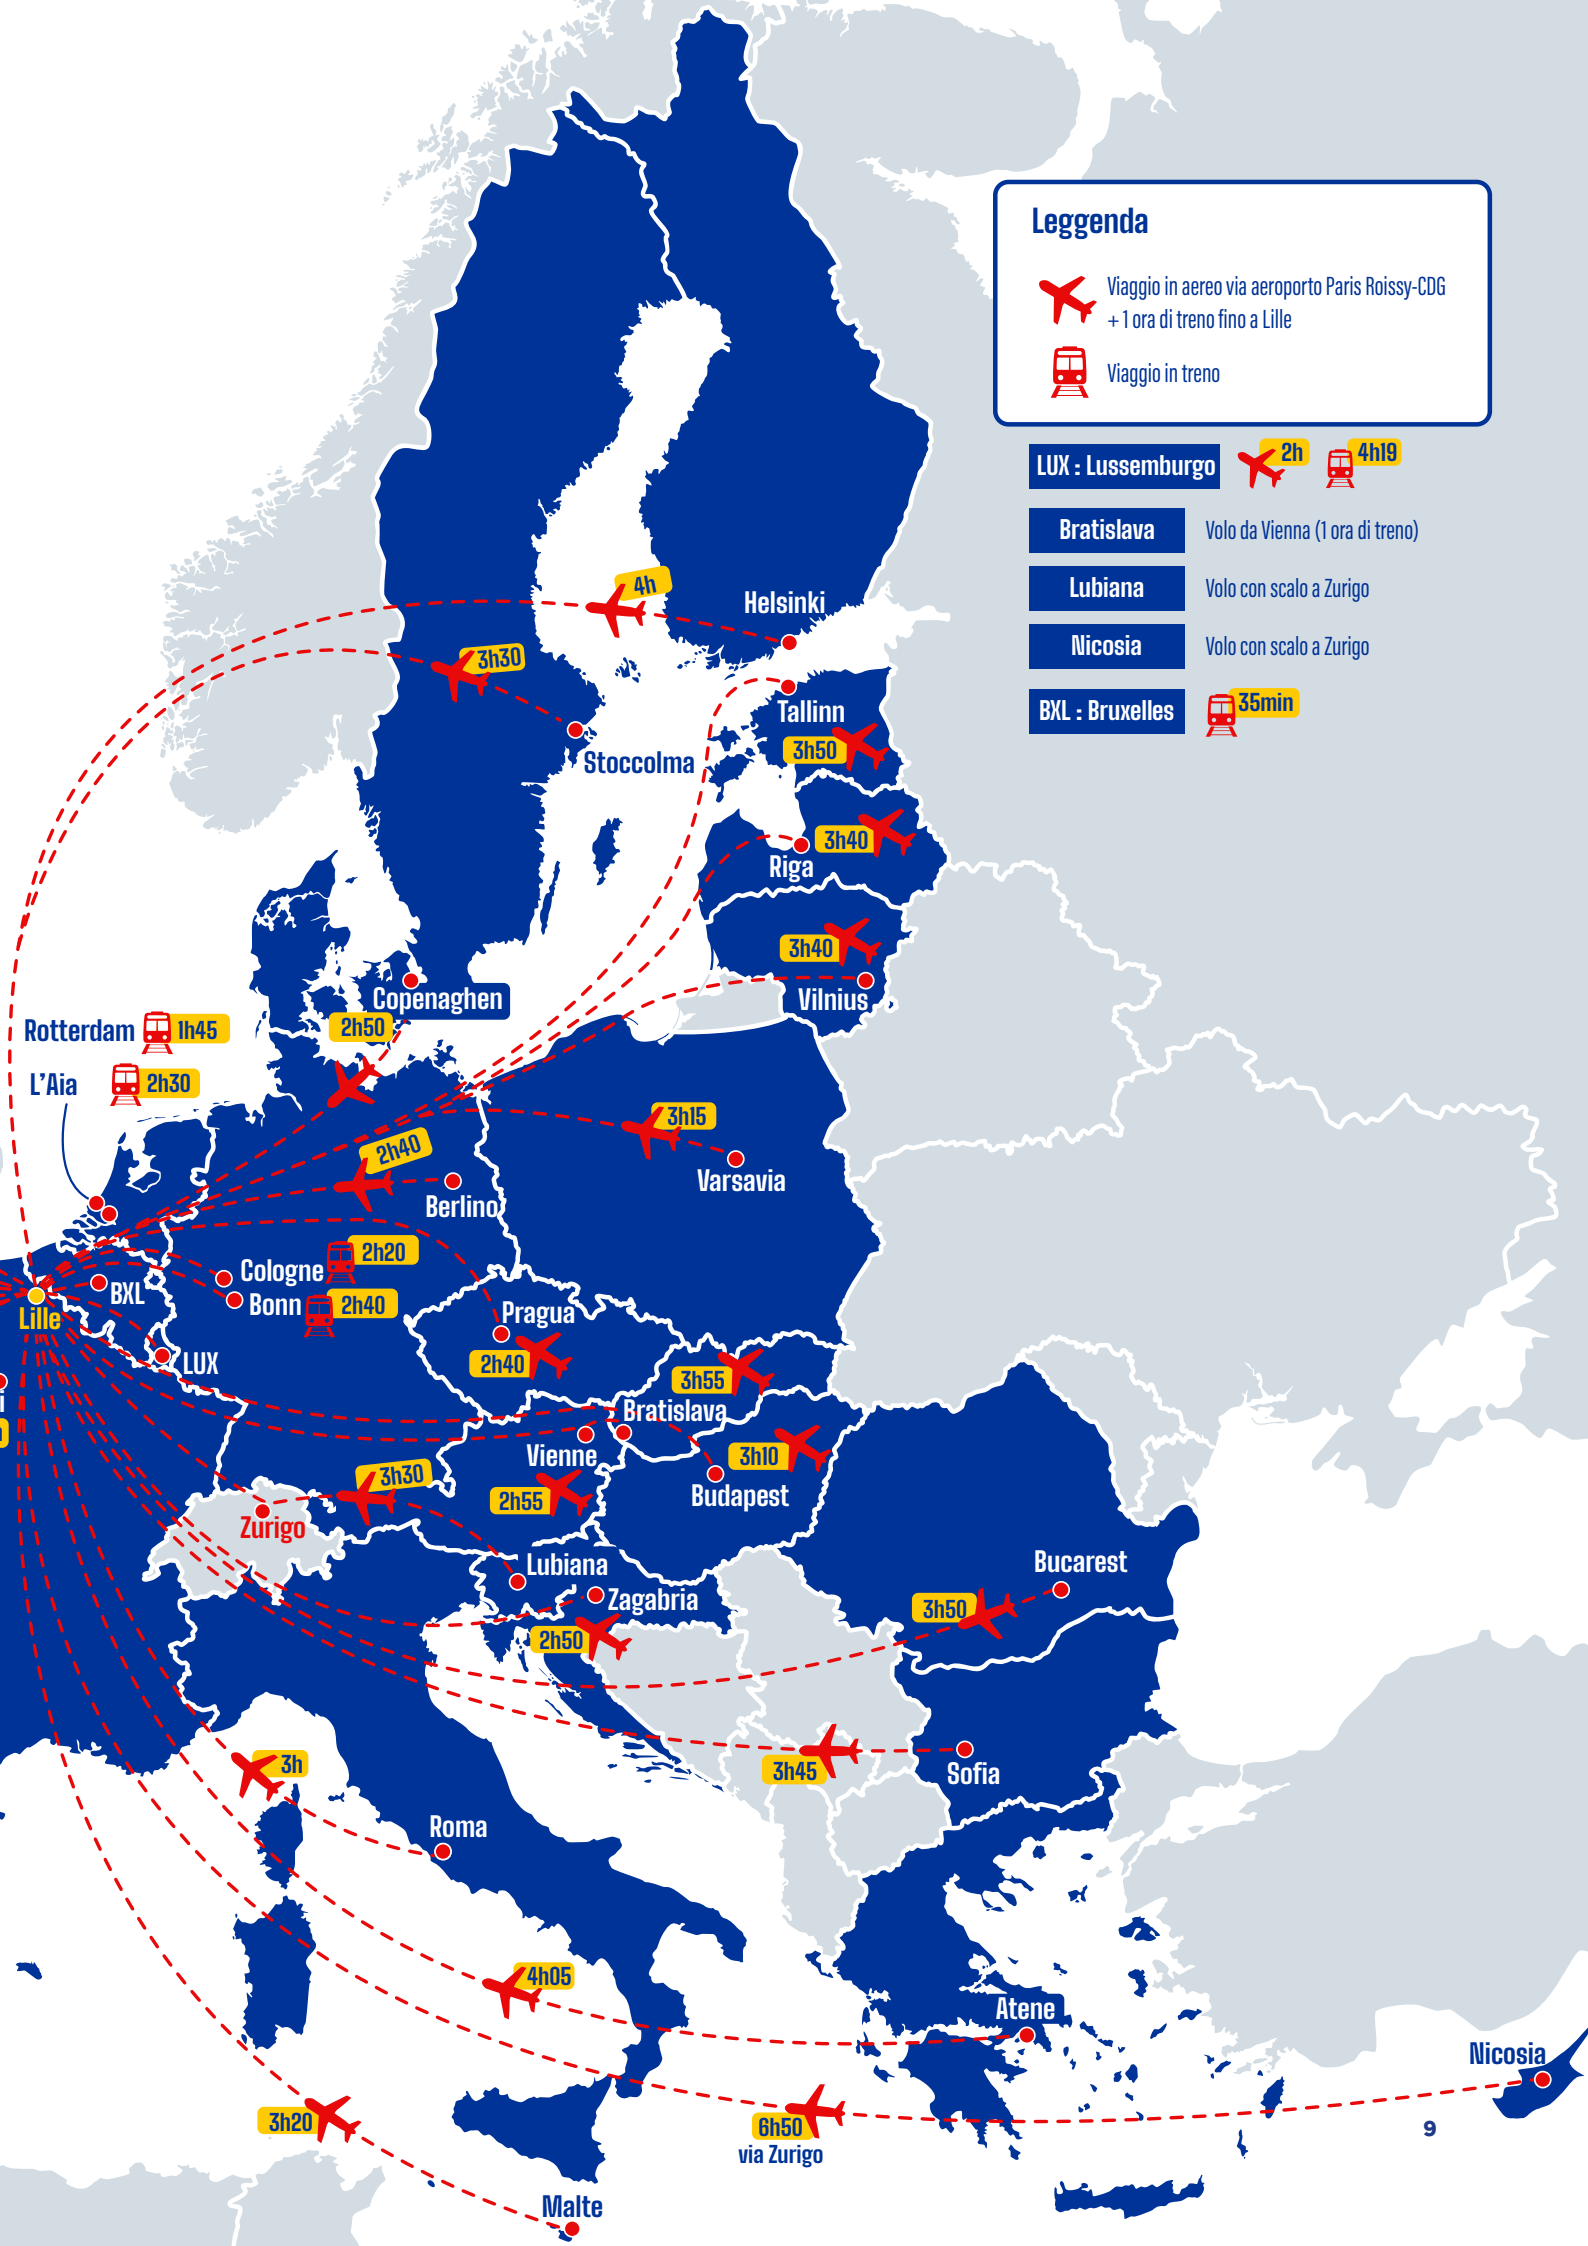 Leggenda
Viaggio in aereo via aeroporto Paris Roissy-CDG
+ 1 ora di treno fino a Lille
Viaggio in treno
LUX : Lussemburgo
2h
4h19
Bratislava
Volo da Vienna (1 ora di treno)
Lubiana
Volo con scalo a Zurigo
Nicosia
Volo con scalo a Zurigo
BXL : Bruxelles
35min
4h
Helsinki
3h30
Stoccolma
Tallinn
3h50
3h40
Riga
3h40
Vilnius
Copenaghen
2h50
Rotterdam
1h45
L'Aia
2h30
3h15
Varsavia
2h40
Berlino
Cologne
2h20
Bonn
2h40
BXL
Lille
LUX
i
Pragua
2h40
3h55
Bratislava
Vienne
2h55
3h10
Budapest
3h30
Zurigo
Lubiana
Zagabria
2h50
Bucarest
3h50
3h45
Sofia
3h
Roma
4h05
Atene
Nicosia
3h20
6h50
via Zurigo
9
Malte